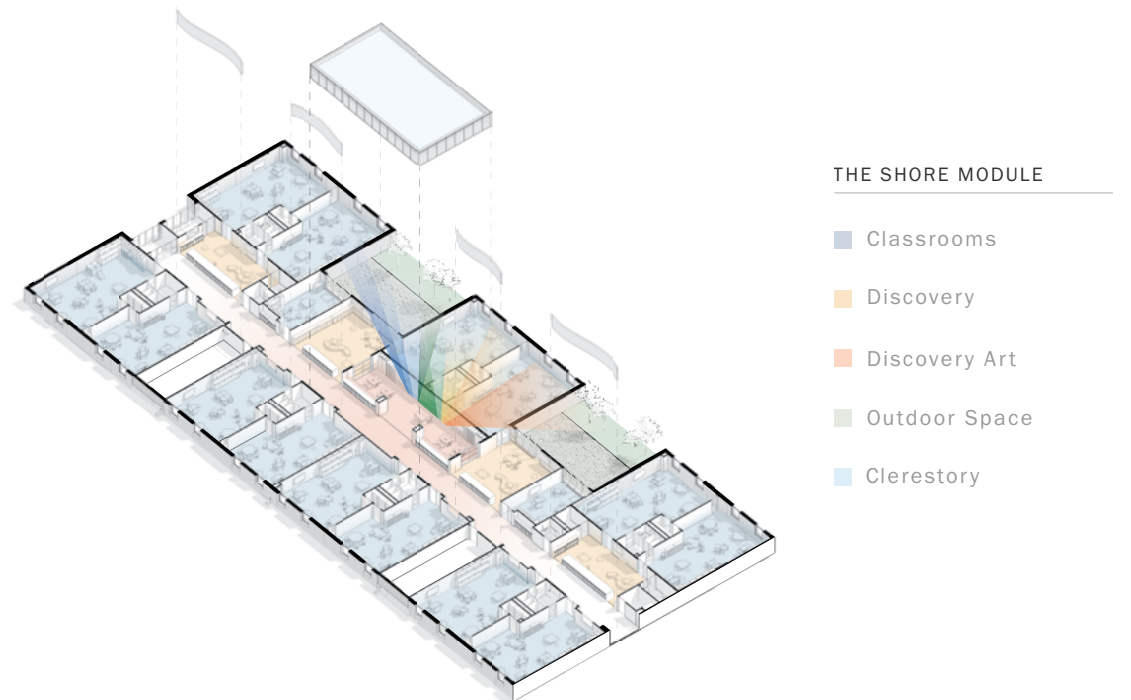 THE SHORE MODULE
Classrooms
Discovery
Discovery Art
Outdoor Space
Clerestory